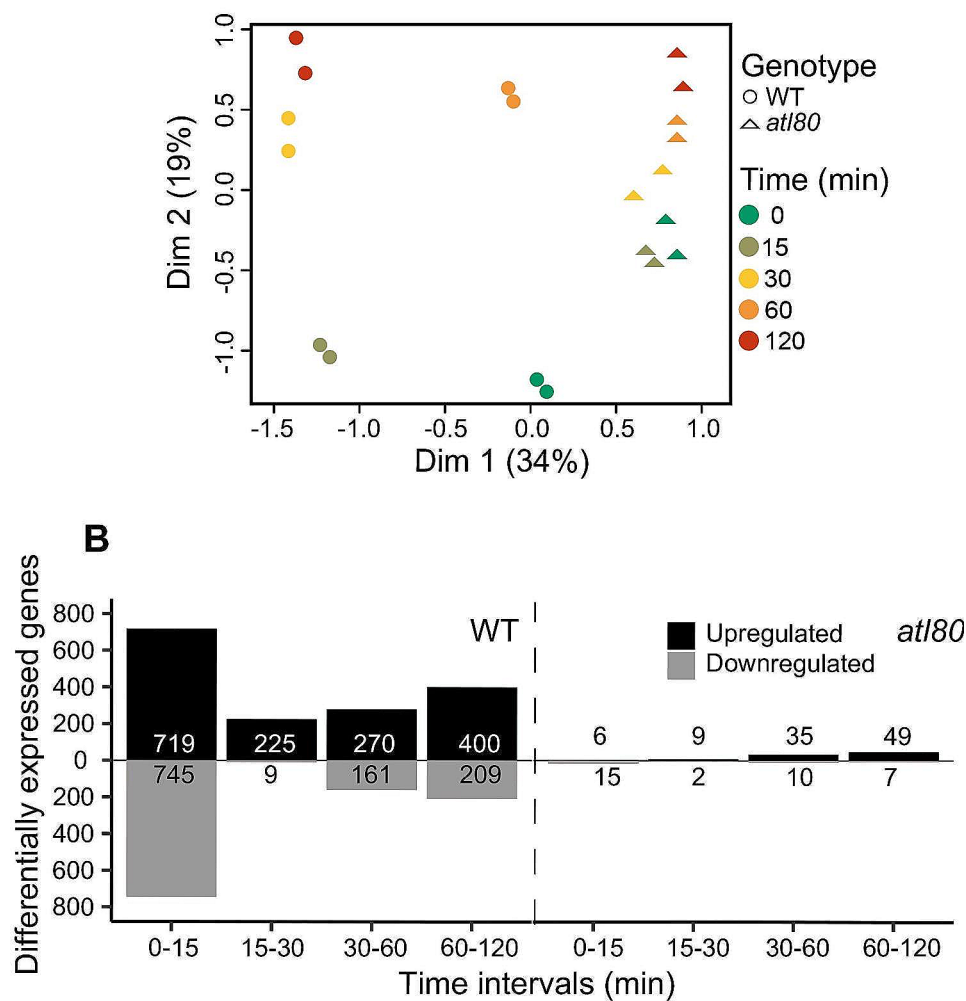 1.0
0.5
0.0
-0.5
-1.0
Dim 2 (19%)
-1.5
-1.0
-0.5
0.0
0.5
1.0
Dim 1 (34%)
Genotype
WT
atl80
Time (min)
0
15
30
60
120
B
Differentially expressed genes
800
600
400
200
0
200
400
600
800
WT
Upregulated
Downregulated
atl80
719 225 270 400 6 9 35 49
745 9 161 209 15 2 10 7
0-15 15-30 30-60 60-120 0-15 15-30 30-60 60-120
Time intervals (min)